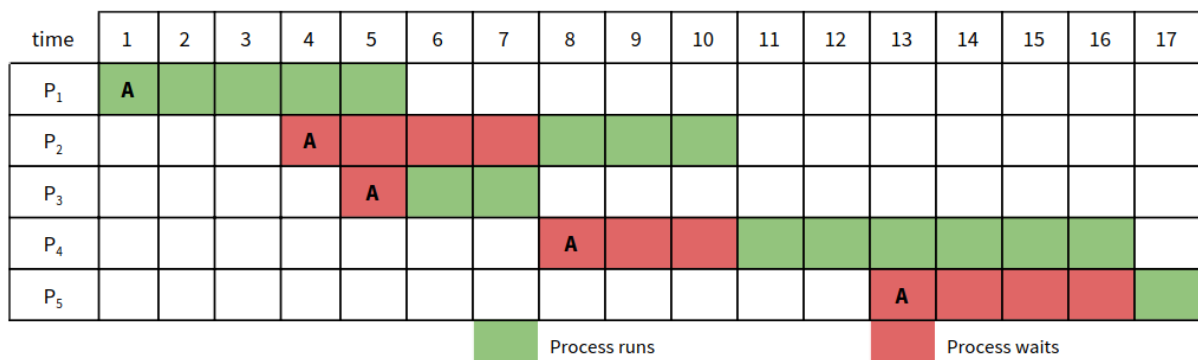 time 1 2 3 4 5 6 7 8 9 10 11 12 13 14 15 16 17
P₁ A
P₂ A
P₃ A
P₄ A
P₅ A
Process runs Process waits